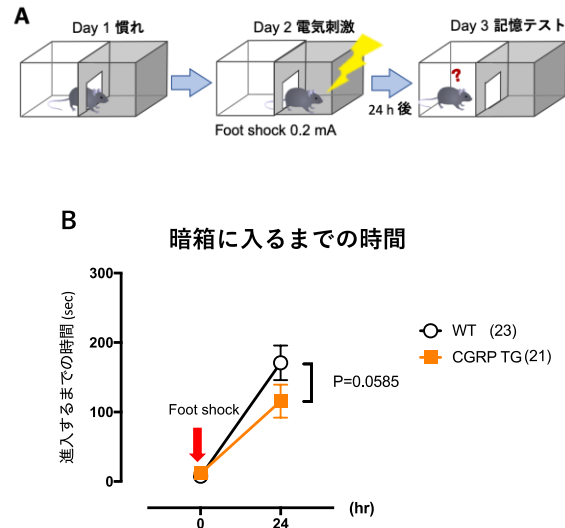 A
Day 1 慣れ
Day 2 電気刺激
Day 3 記憶テスト
?
24 h 後
Foot shock 0.2 mA
B
暗箱に入るまでの時間
進入するまでの時間 (sec)
300
200
100
0
Foot shock
P=0.0585
WT (23)
CGRP TG (21)
0
24
(hr)